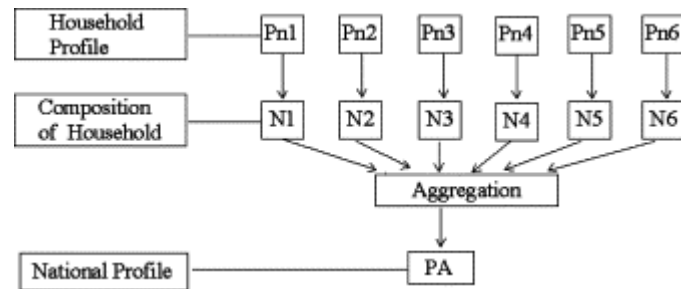 Household
Profile
Pn1 Pn2 Pn3 Pn4 Pn5 Pn6
Composition
of Household
N1 N2 N3 N4 N5 N6
Aggregation
National Profile
PA